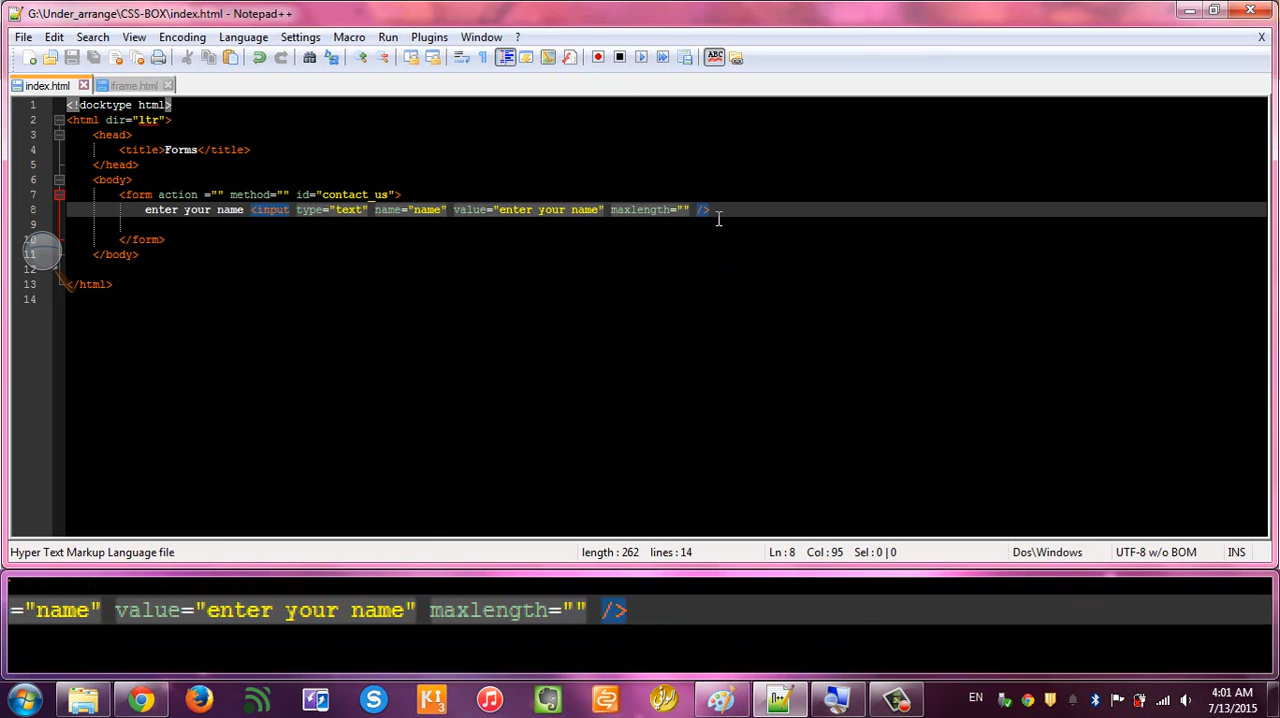 G:\Under_arrange\CSS-BOX\index.html - Notepad++
File Edit Search View Encoding Language Settings Macro Run Plugins Window ? X
ABC
index.html frame.html
1 <!docktype html>
2 <html dir="ltr">
3 <head>
4 <title>Forms</title>
5 </head>
6 <body>
7 <form action ="" method="" id="contact_us">
8 enter your name <input type="text" name="name" value="enter your name" maxlength="" />
9
10 </form>
11 </body>
12
13 </html>
14
Hyper Text Markup Language file length : 262 lines : 14 Ln : 8 Col : 95 Sel : 0 | 0 Dos\Windows UTF-8 w/o BOM INS
="name" value="enter your name" maxlength="" />
EN
4:01 AM
7/13/2015